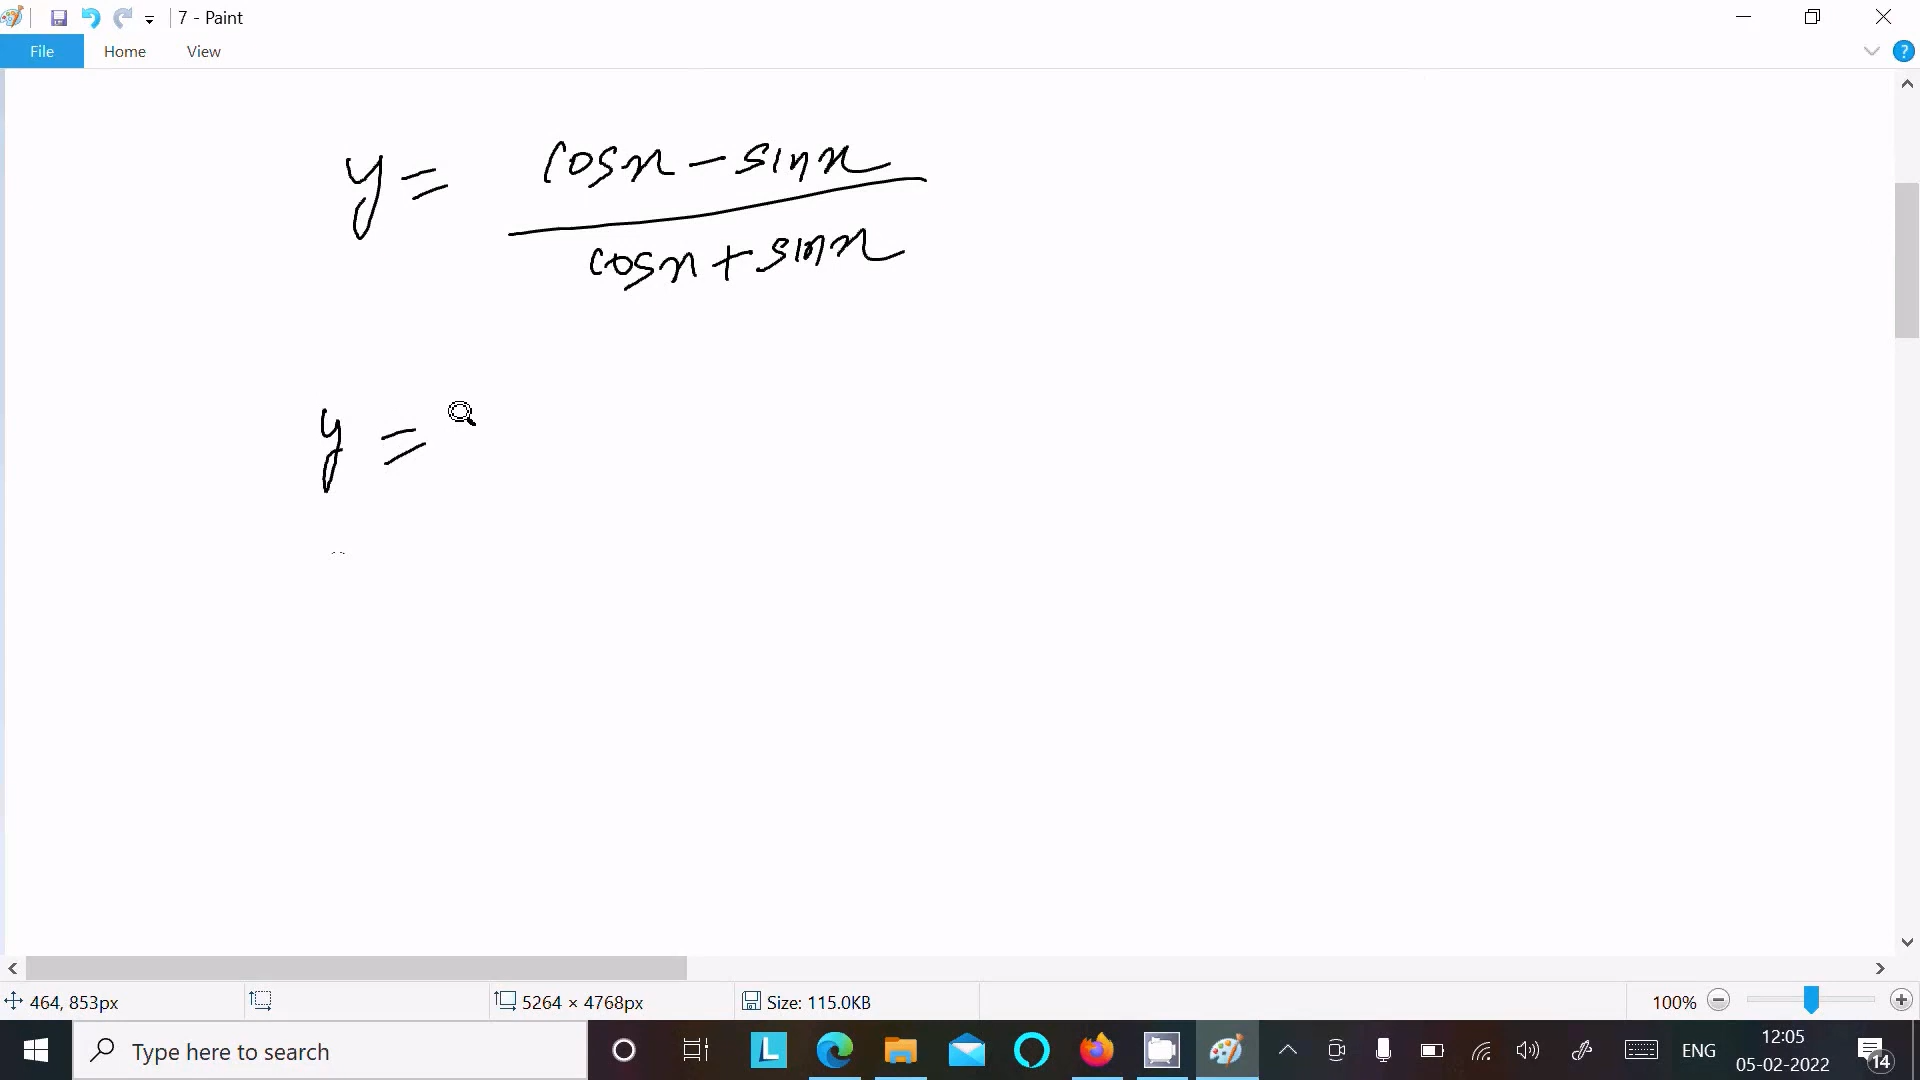 7 - Paint
File Home View
y = cosx - sinx
cosx + sinx
y =
464, 853px 5264 × 4768px Size: 115.0KB 100%
Type here to search L ENG 12:05
05-02-2022 14